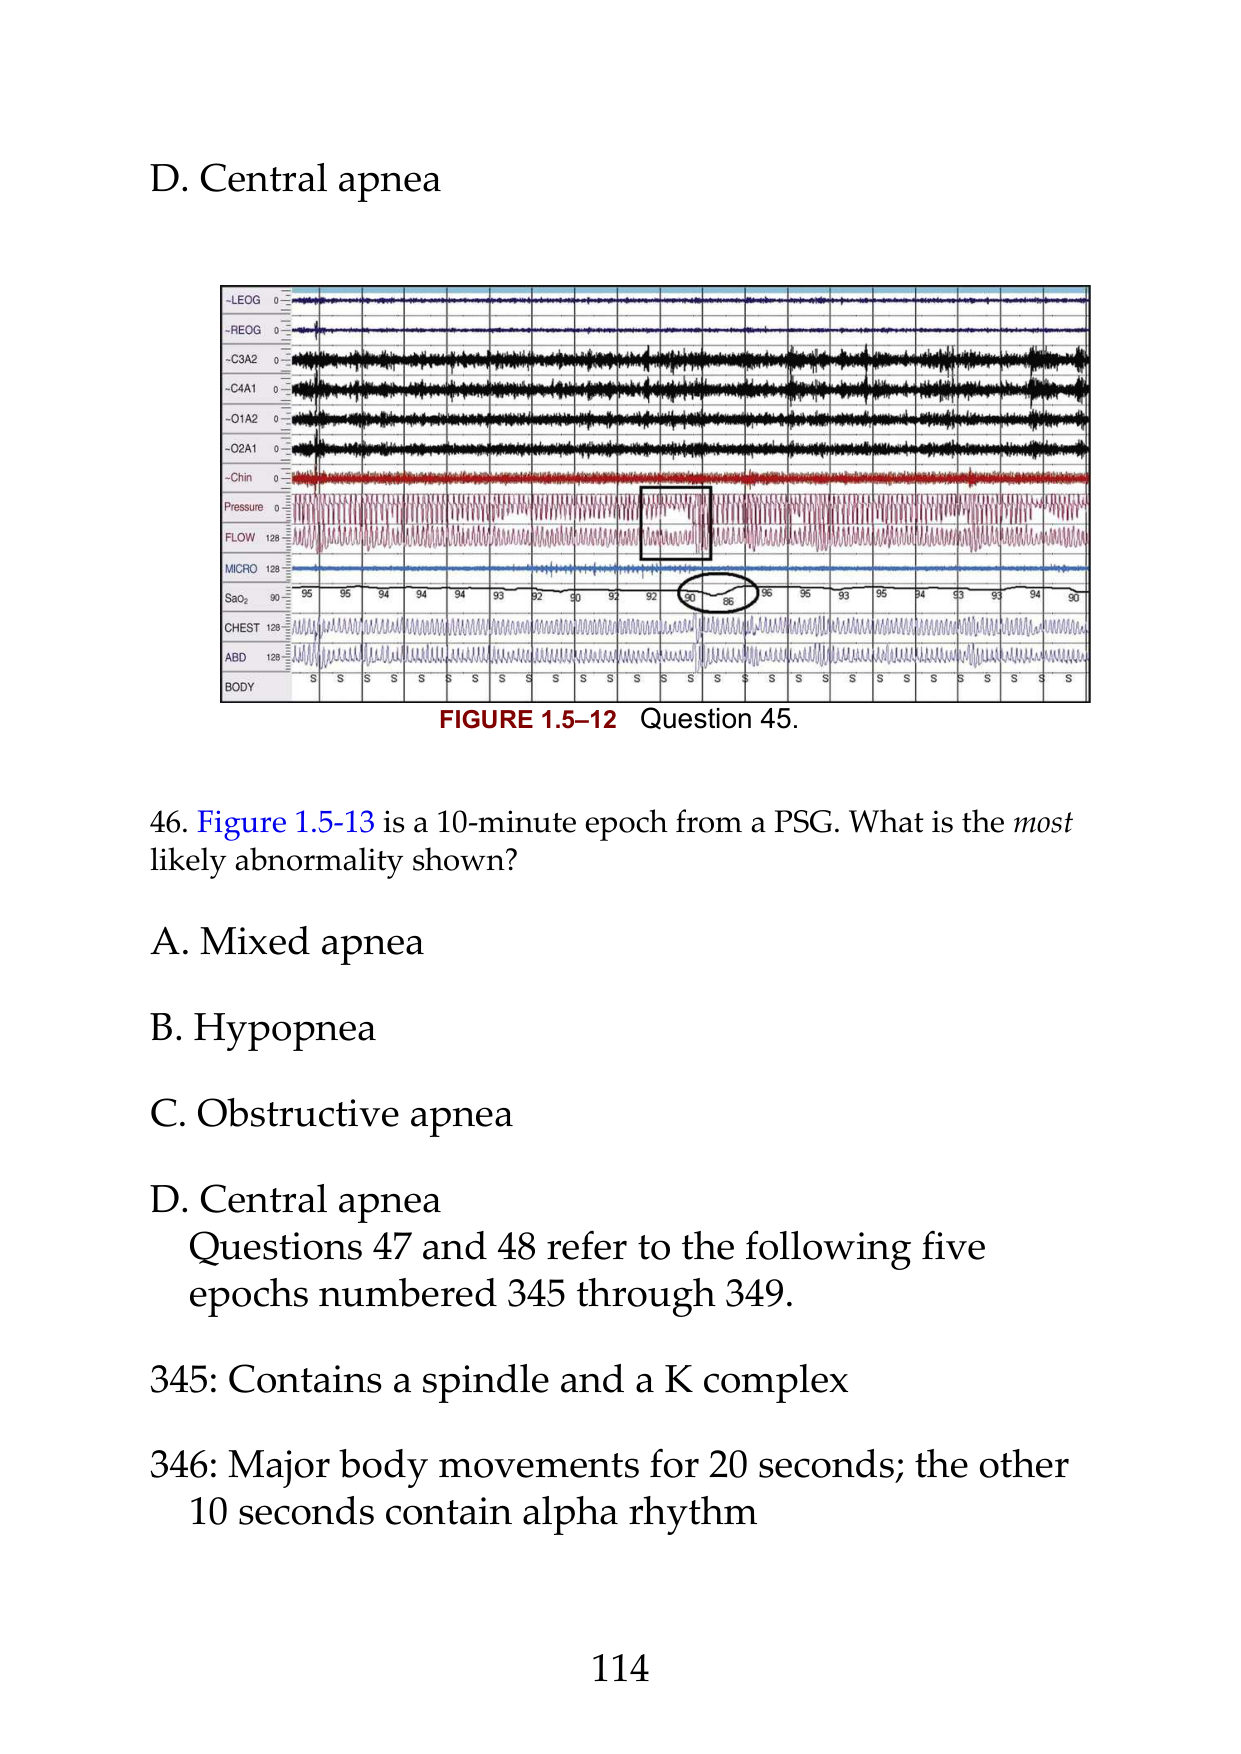 D. Central apnea
~LEOG 0
~REOG 0
~C3A2 0
~C4A1 0
~O1A2 0
~O2A1 0
~Chin 0
Pressure 0
FLOW 128
MICRO 128
SaO₂ 90
95 95 94 94 94 93 92 90 92 92 90 86 96 95 93 95 94 93 93 94 90
CHEST 128
ABD 128
BODY
S S S S S S S S S S S S S S S S S S S S S S S S S S S S S
FIGURE 1.5–12 Question 45.
46. Figure 1.5-13 is a 10-minute epoch from a PSG. What is the most
likely abnormality shown?
A. Mixed apnea
B. Hypopnea
C. Obstructive apnea
D. Central apnea
Questions 47 and 48 refer to the following five
epochs numbered 345 through 349.
345: Contains a spindle and a K complex
346: Major body movements for 20 seconds; the other
10 seconds contain alpha rhythm
114